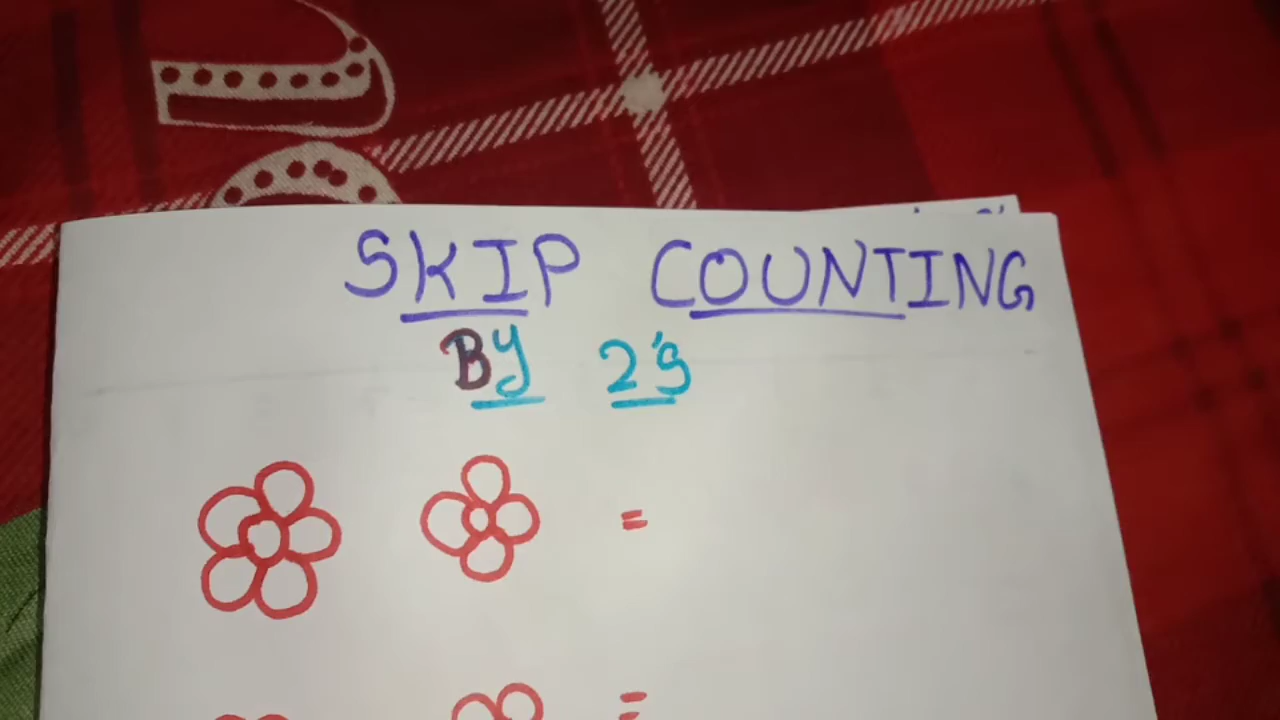 SKIP COUNTING
BY 2's
=
=